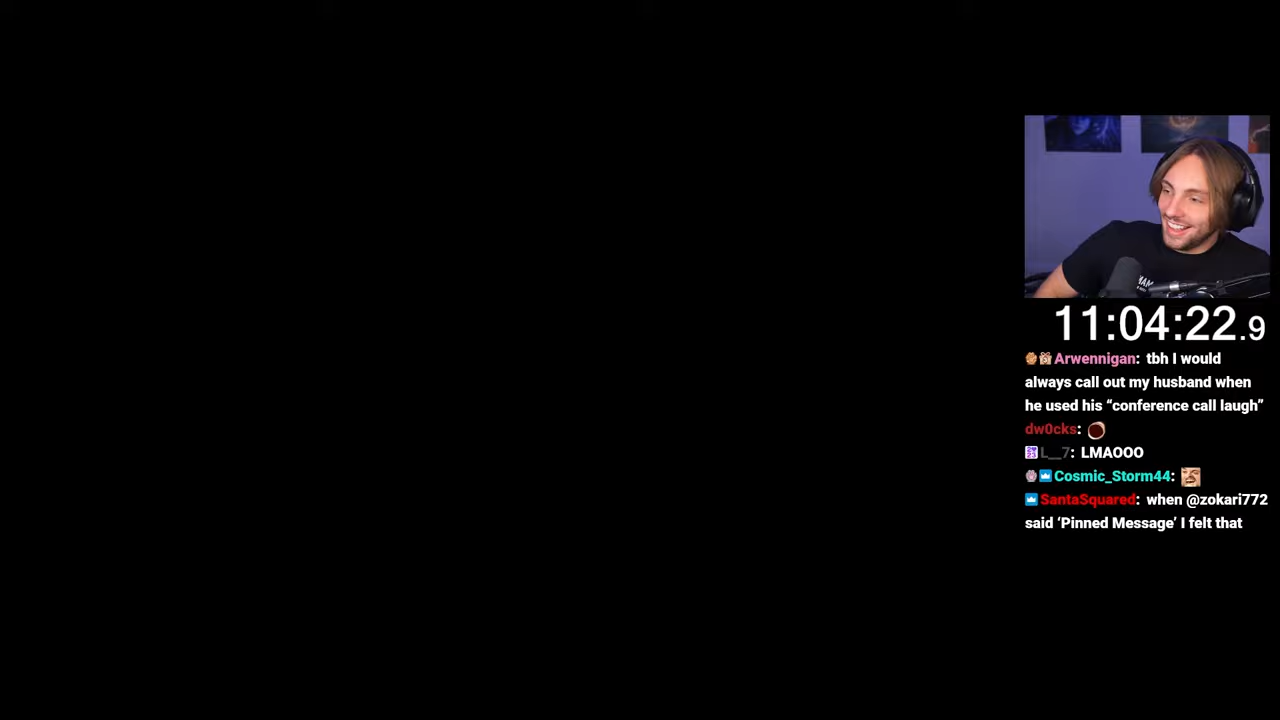 11:04:22.9
Arwennigan: tbh I would
always call out my husband when
he used his “conference call laugh”
dw0cks:
L__7: LMAOOO
Cosmic_Storm44:
SantaSquared: when @zokari772
said ‘Pinned Message’ I felt that